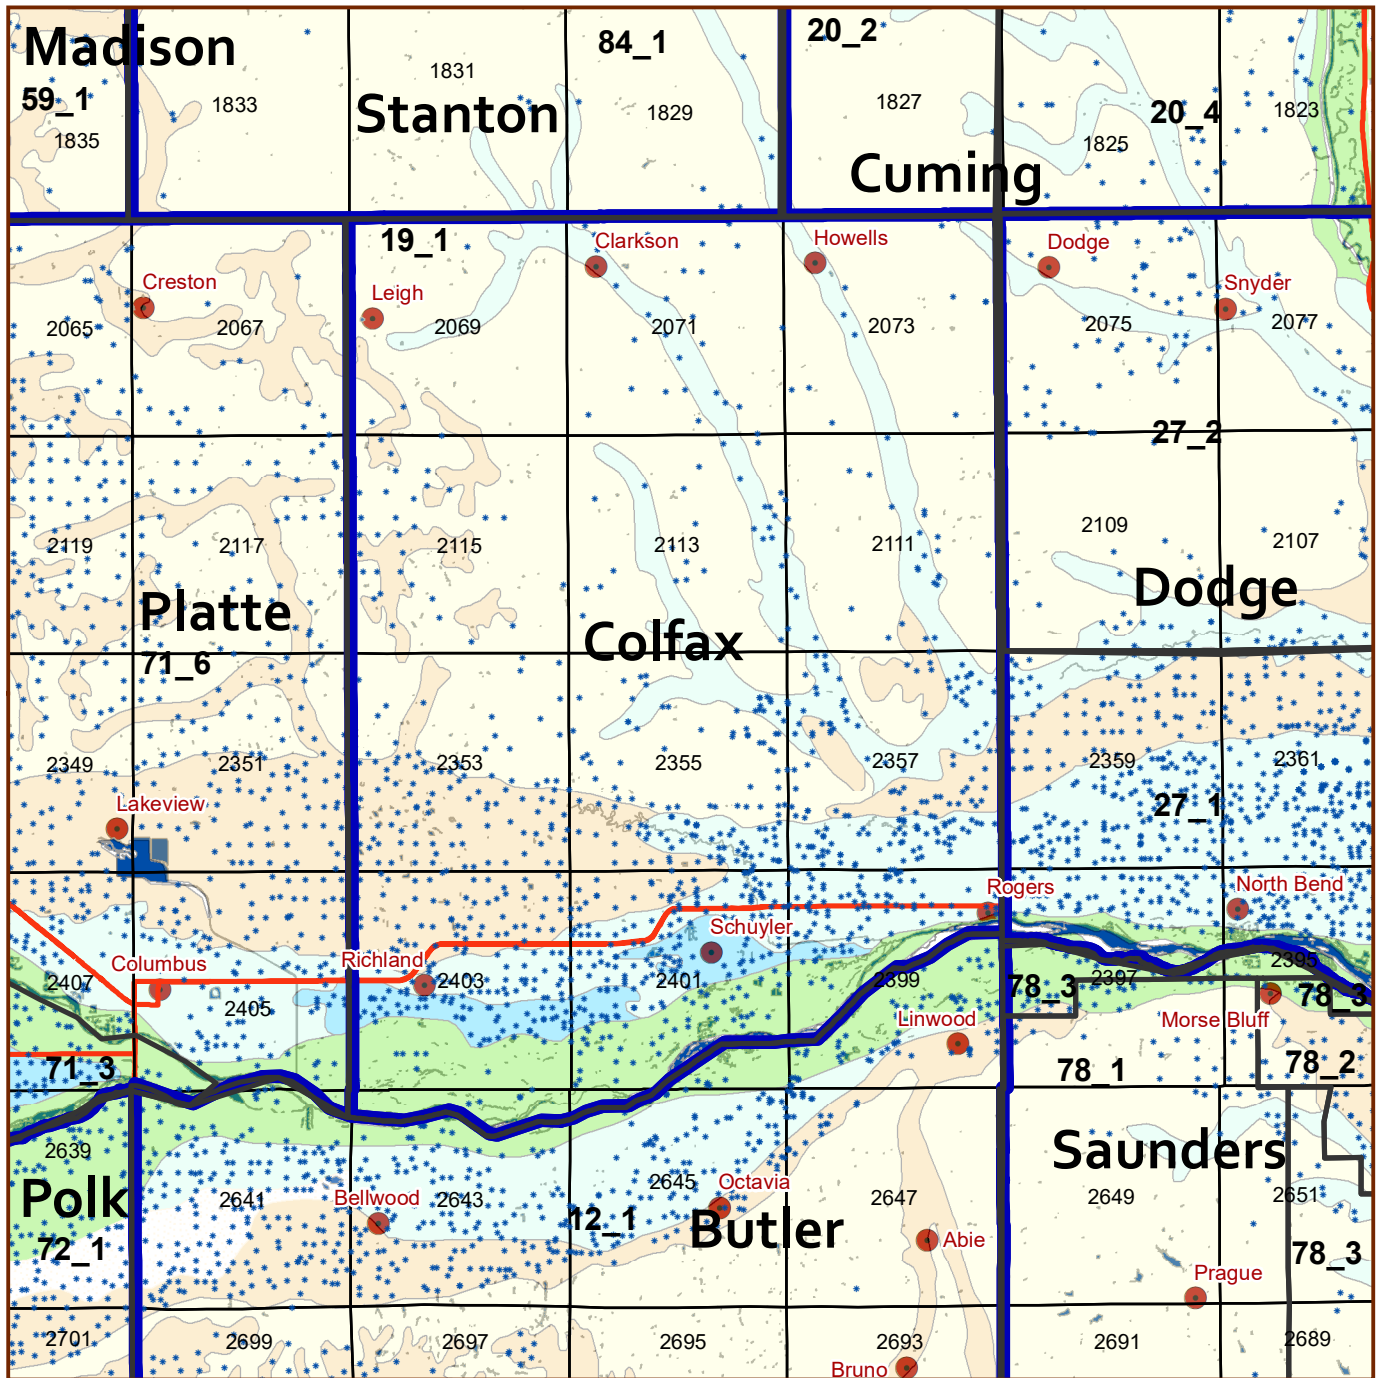 Madison
59_1
1835
1833
1831
Stanton
84_1
1829
20_2
1827
Cuming
20_4
1825
1823
19_1
Clarkson
Howells
Dodge
Creston
Leigh
Snyder
2065
2067
2069
2071
2073
2075
2077
27_2
2119
2117
2115
2113
2111
2109
2107
Platte
71_6
Colfax
Dodge
2349
2351
2353
2355
2357
2359
2361
27_1
Lakeview
Rogers
North Bend
Schuyler
Columbus
Richland
2407
2405
2403
2401
2399
2397
2395
78_3
78_3
Linwood
Morse Bluff
71_3
78_1
78_2
2639
Saunders
Polk
2641
Bellwood
2643
2645
Octavia
2647
2649
2651
72_1
12_1
Butler
Abie
78_3
Prague
2701
2699
2697
2695
2693
2691
2689
Bruno